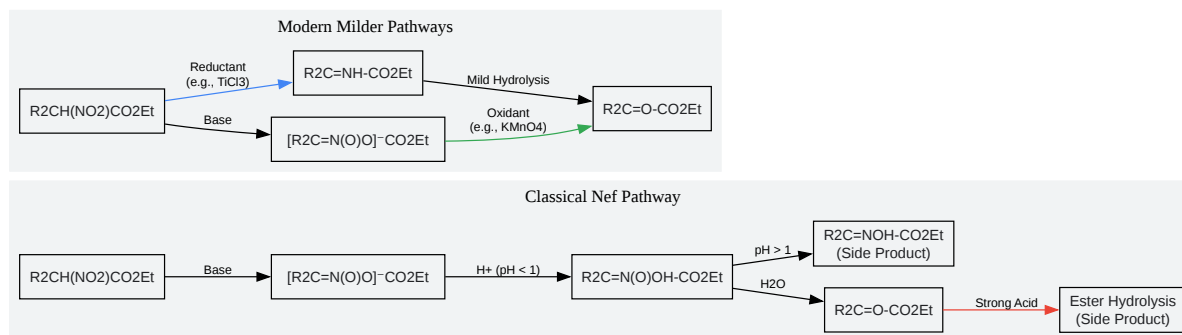 Modern Milder Pathways
Reductant
(e.g., TiCl3)
R2C=NH-CO2Et
Mild Hydrolysis
R2CH(NO2)CO2Et
R2C=O-CO2Et
Base
Oxidant
(e.g., KMnO4)
[R2C=N(O)O]⁻CO2Et
Classical Nef Pathway
R2CH(NO2)CO2Et
Base
[R2C=N(O)O]⁻CO2Et
H+ (pH < 1)
R2C=N(O)OH-CO2Et
pH > 1
R2C=NOH-CO2Et
(Side Product)
H2O
R2C=O-CO2Et
Strong Acid
Ester Hydrolysis
(Side Product)